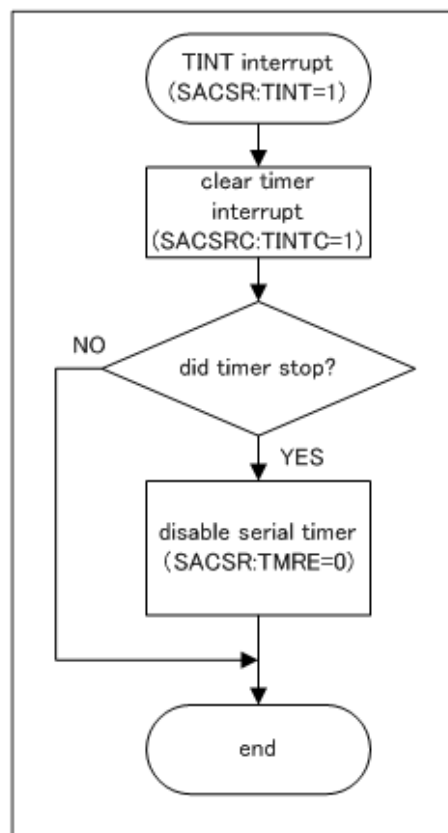 TINT interrupt
(SACSR:TINT=1)
clear timer
interrupt
(SACSRC:TINTC=1)
did timer stop?
NO
YES
disable serial timer
(SACSR:TMRE=0)
end